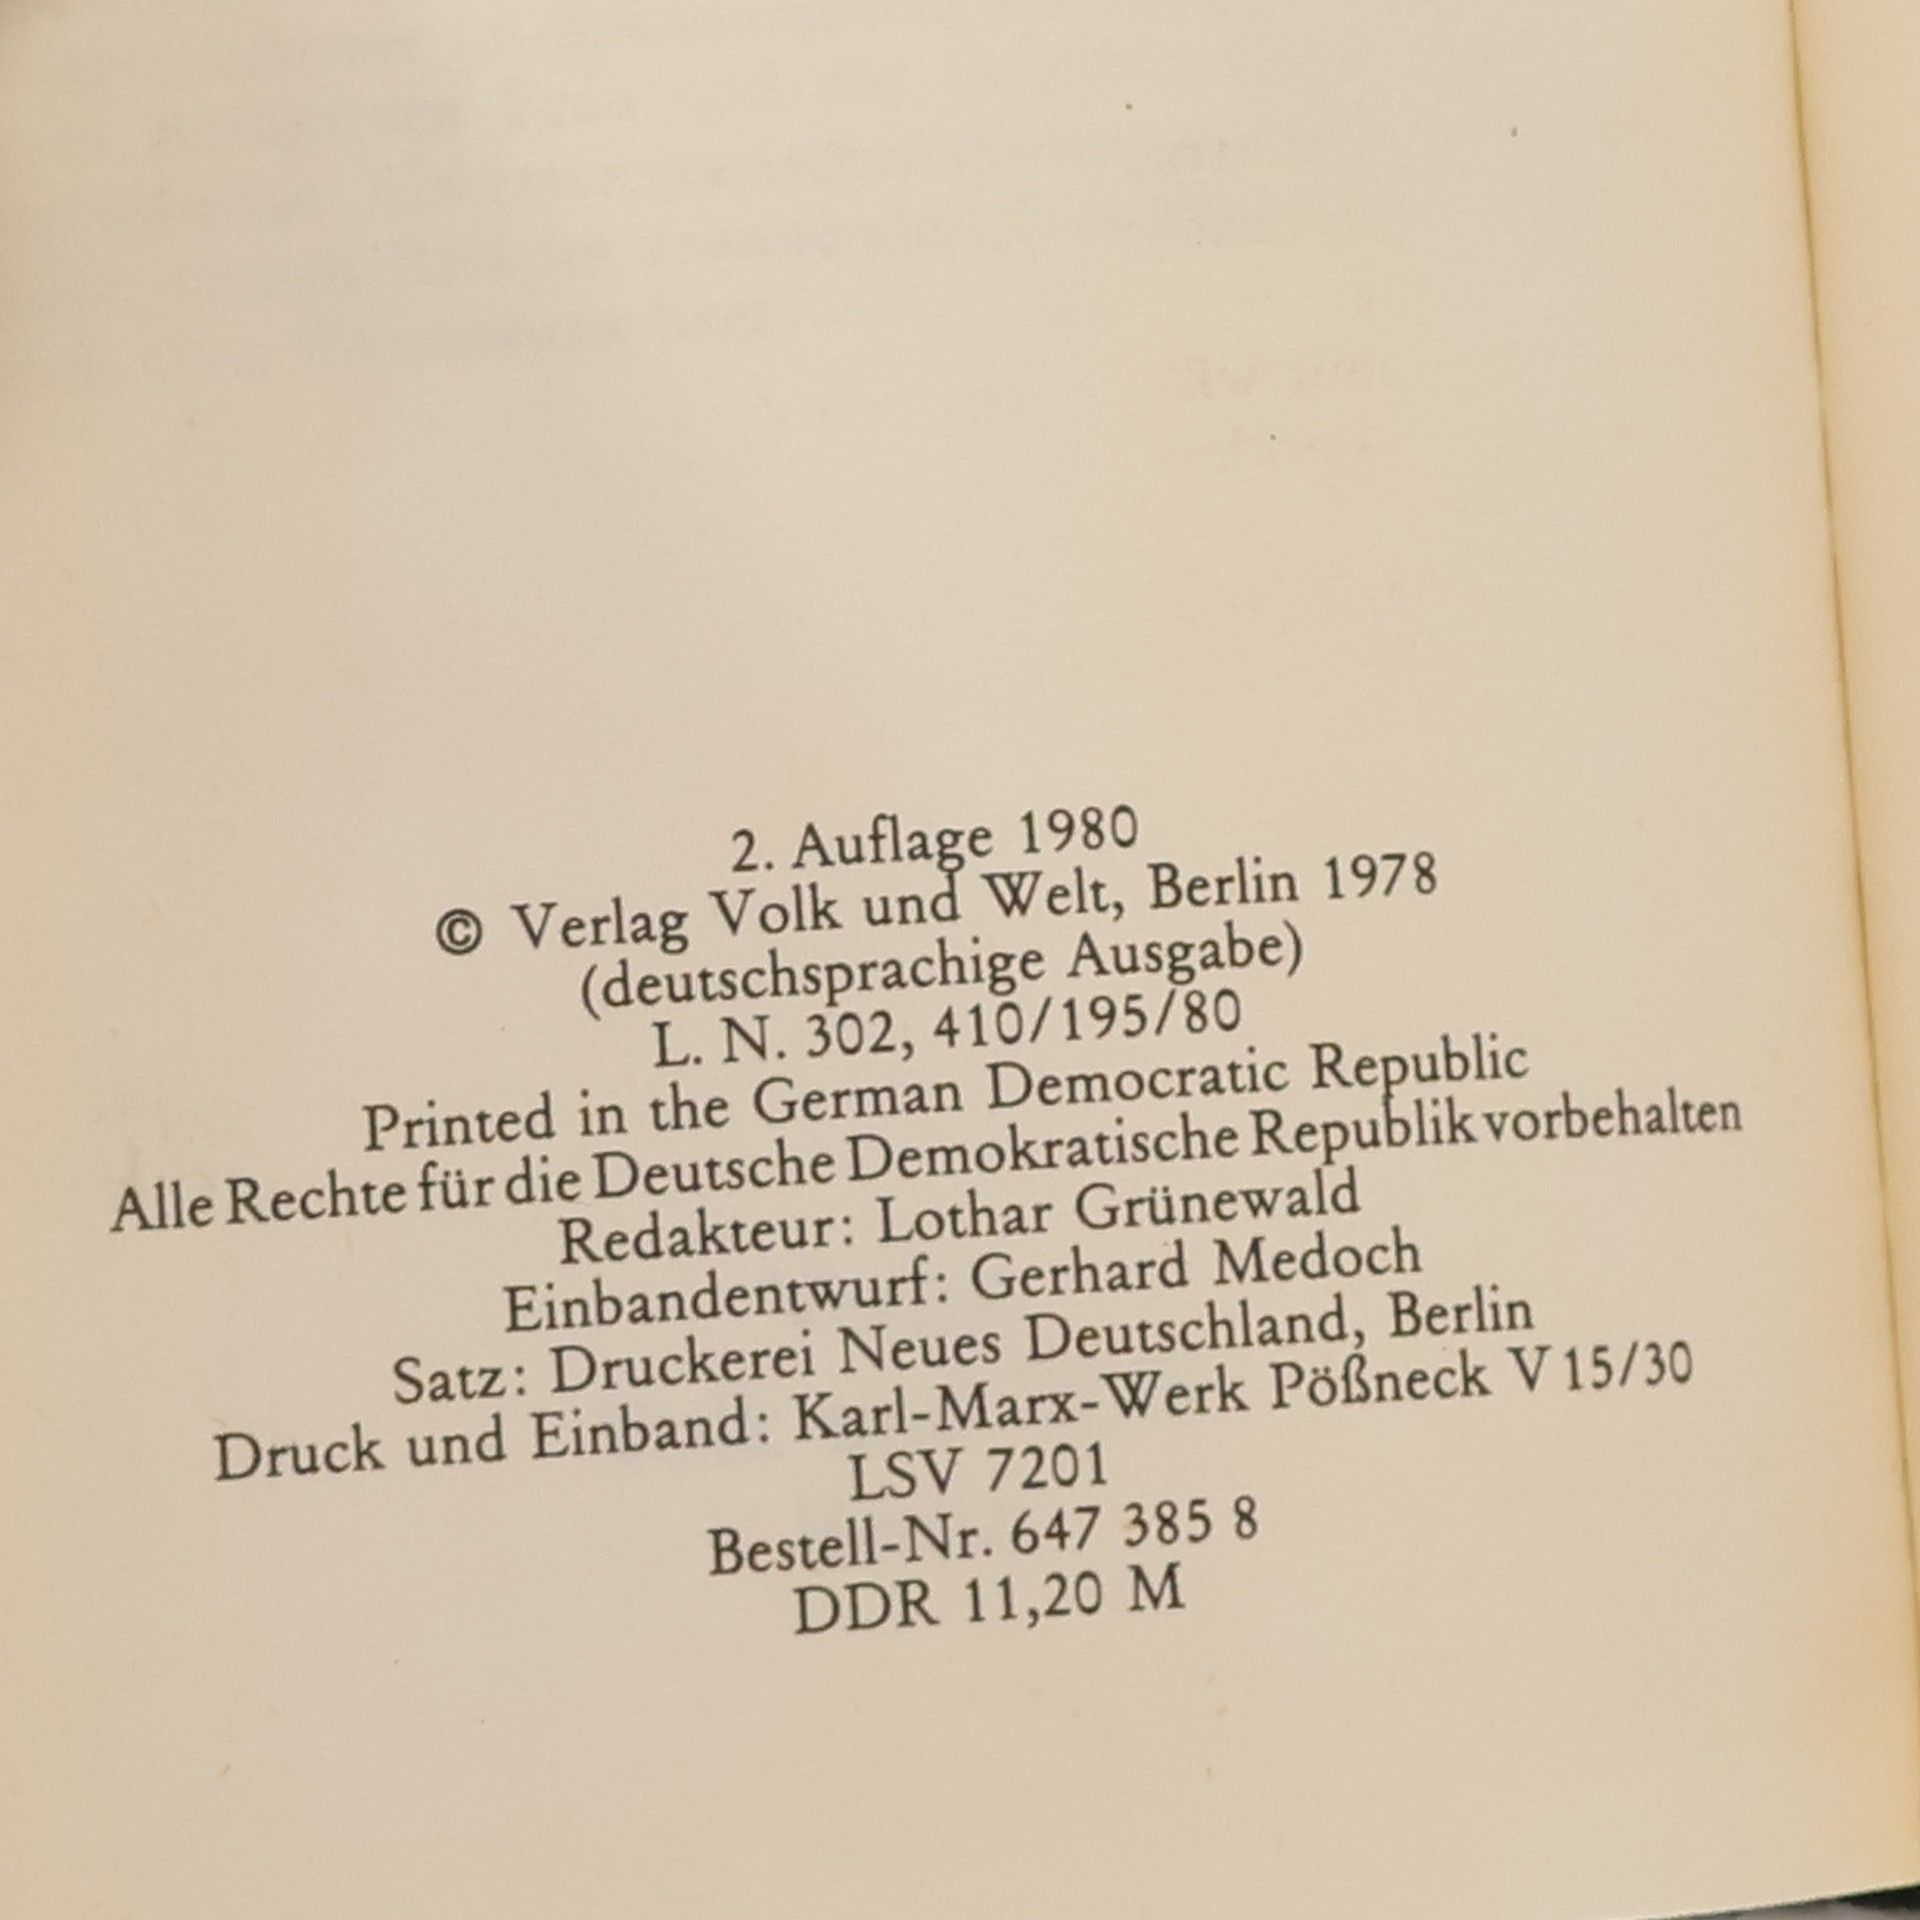 2. Auflage 1980
© Verlag Volk und Welt, Berlin 1978
(deutschsprachige Ausgabe)
L. N. 302, 410/195/80
Printed in the German Democratic Republic
Alle Rechte für die Deutsche Demokratische Republik vorbehalten
Redakteur: Lothar Grünewald
Einbandentwurf: Gerhard Medoch
Satz: Druckerei Neues Deutschland, Berlin
Druck und Einband: Karl-Marx-Werk Pößneck V 15/30
LSV 7201
Bestell-Nr. 647 385 8
DDR 11,20 M